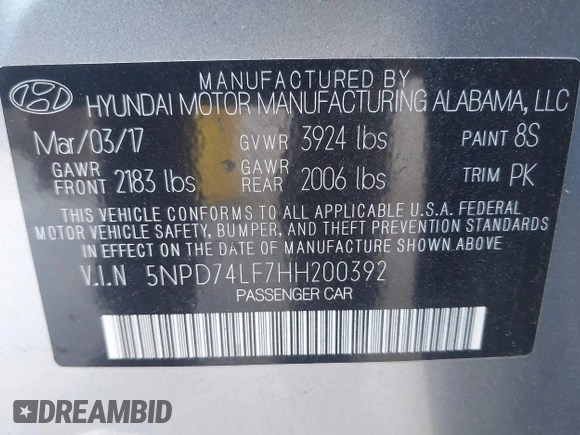 MANUFACTURED BY
HYUNDAI MOTOR MANUFACTURING ALABAMA, LLC
Mar/03/17 GVWR 3924 lbs PAINT 8S
GAWR FRONT 2183 lbs GAWR REAR 2006 lbs TRIM PK
THIS VEHICLE CONFORMS TO ALL APPLICABLE U.S.A. FEDERAL
MOTOR VEHICLE SAFETY, BUMPER, AND THEFT PREVENTION STANDARDS
IN EFFECT ON THE DATE OF MANUFACTURE SHOWN ABOVE
V.I.N 5NPD74LF7HH200392
PASSENGER CAR
DREAMBID